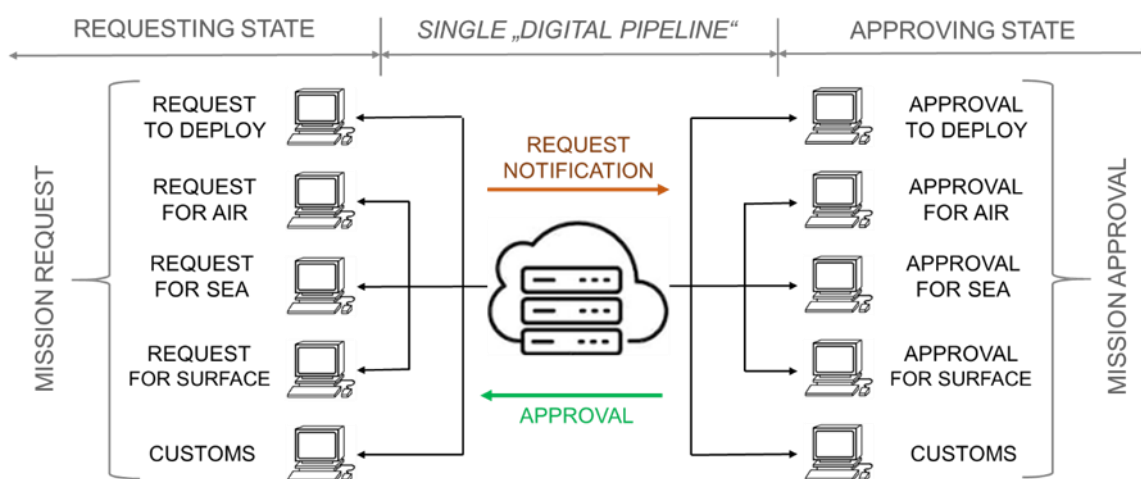 REQUESTING STATE
SINGLE „DIGITAL PIPELINE“
APPROVING STATE
MISSION REQUEST
REQUEST
TO DEPLOY
REQUEST
FOR AIR
REQUEST
FOR SEA
REQUEST
FOR SURFACE
CUSTOMS
REQUEST
NOTIFICATION
APPROVAL
APPROVAL
TO DEPLOY
APPROVAL
FOR AIR
APPROVAL
FOR SEA
APPROVAL
FOR SURFACE
CUSTOMS
MISSION APPROVAL